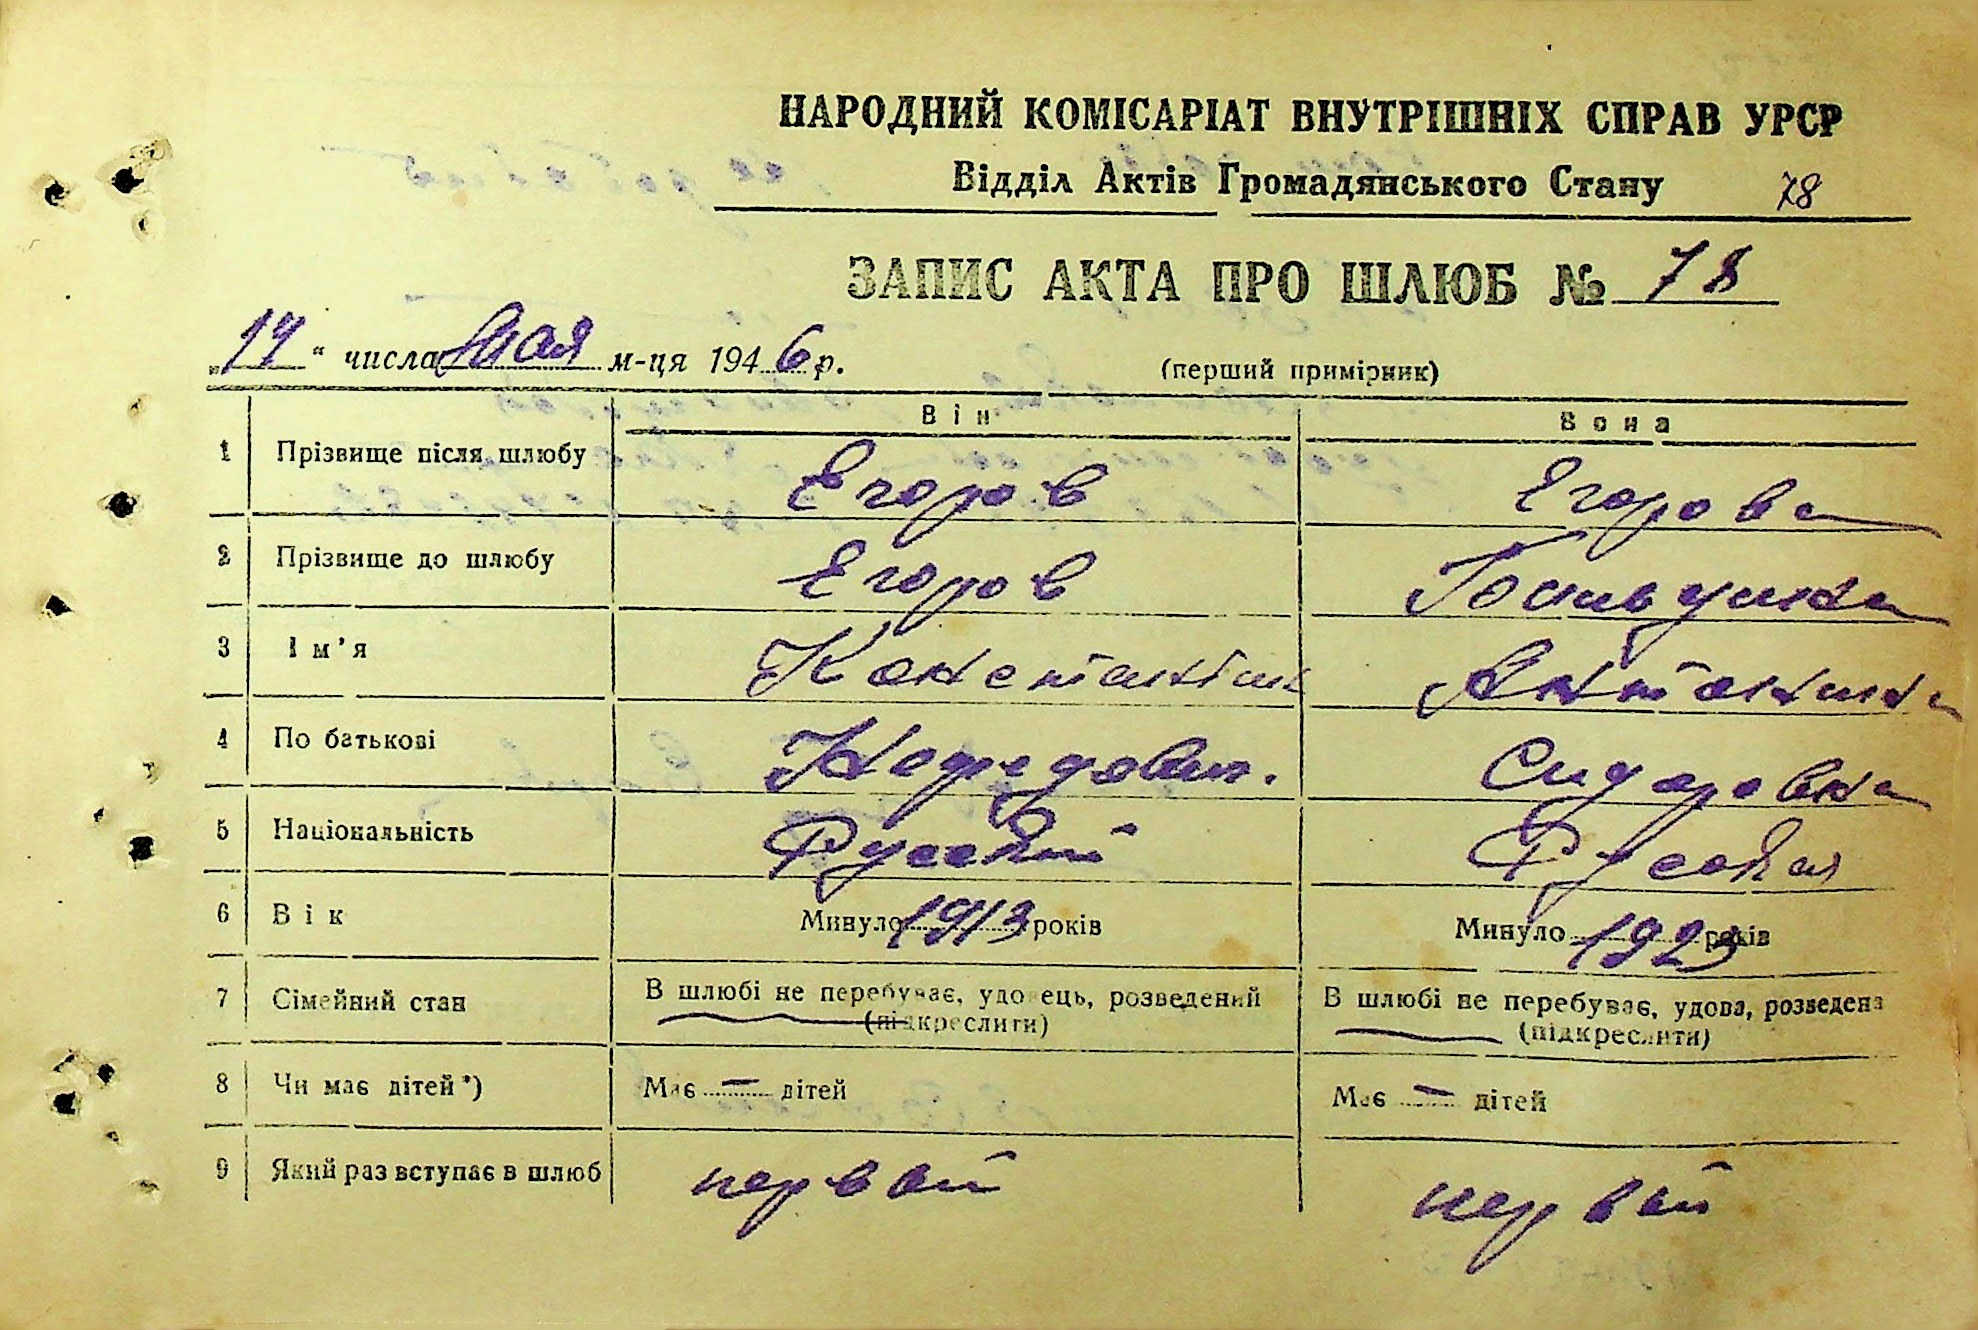 НАРОДНИЙ КОМІСАРІАТ ВНУТРІШНІХ СПРАВ УРСР
Відділ Актів Громадянського Стану 78
ЗАПИС АКТА ПРО ШЛЮБ № 78
„14“ числа мая м-ця 1946 р. (перший примірник)
Він Вона
1 Прізвище після шлюбу Егоров Егорова
2 Прізвище до шлюбу Егоров
3 Ім’я Константин Антонина
4 По батькові Сидоровна
5 Національність Русский Русская
6 Вік Минуло 1913 років Минуло 1923 років
7 Сімейний стан В шлюбі не перебуває, удовець, розведений В шлюбі не перебуває, удова, розведена
(підкреслити) (підкреслити)
8 Чи має дітей*) Має – дітей Має – дітей
9 Який раз вступає в шлюб первый первый